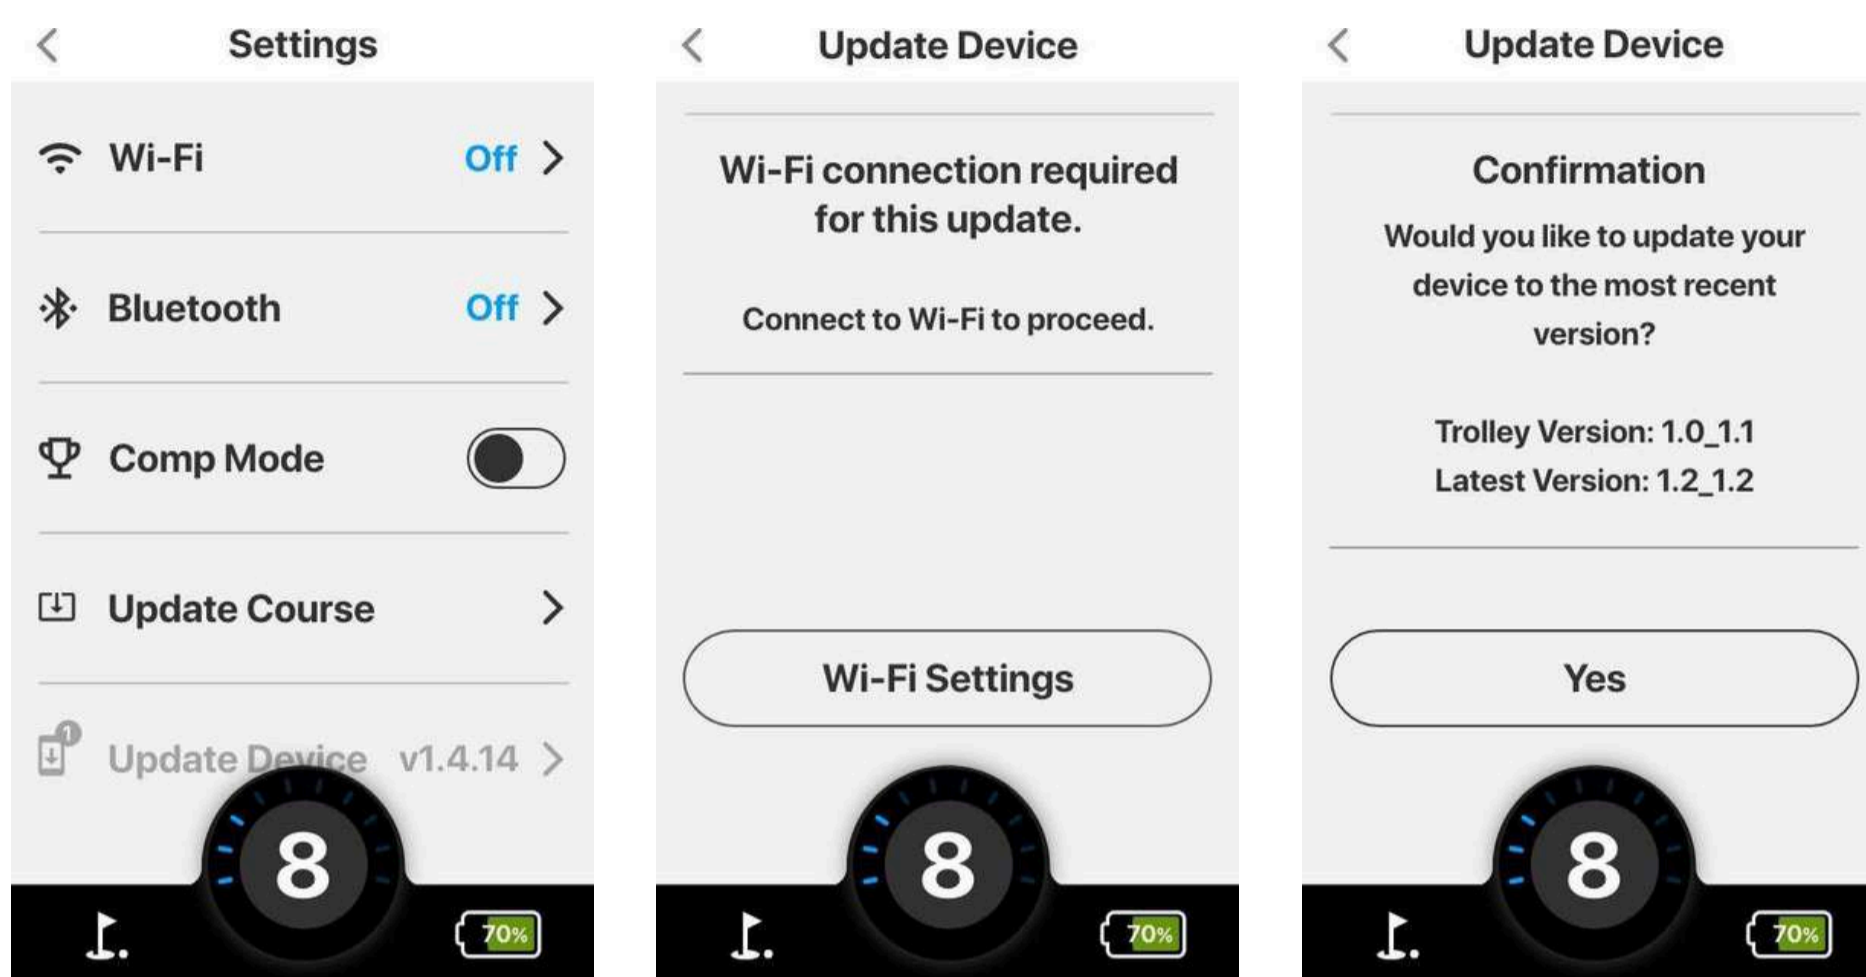 Settings
Wi-Fi Off
Bluetooth Off
Comp Mode
Update Course
1
Update Device v1.4.14
8
70%
Update Device
Wi-Fi connection required
for this update.
Connect to Wi-Fi to proceed.
Wi-Fi Settings
8
70%
Update Device
Confirmation
Would you like to update your
device to the most recent
version?
Trolley Version: 1.0_1.1
Latest Version: 1.2_1.2
Yes
8
70%